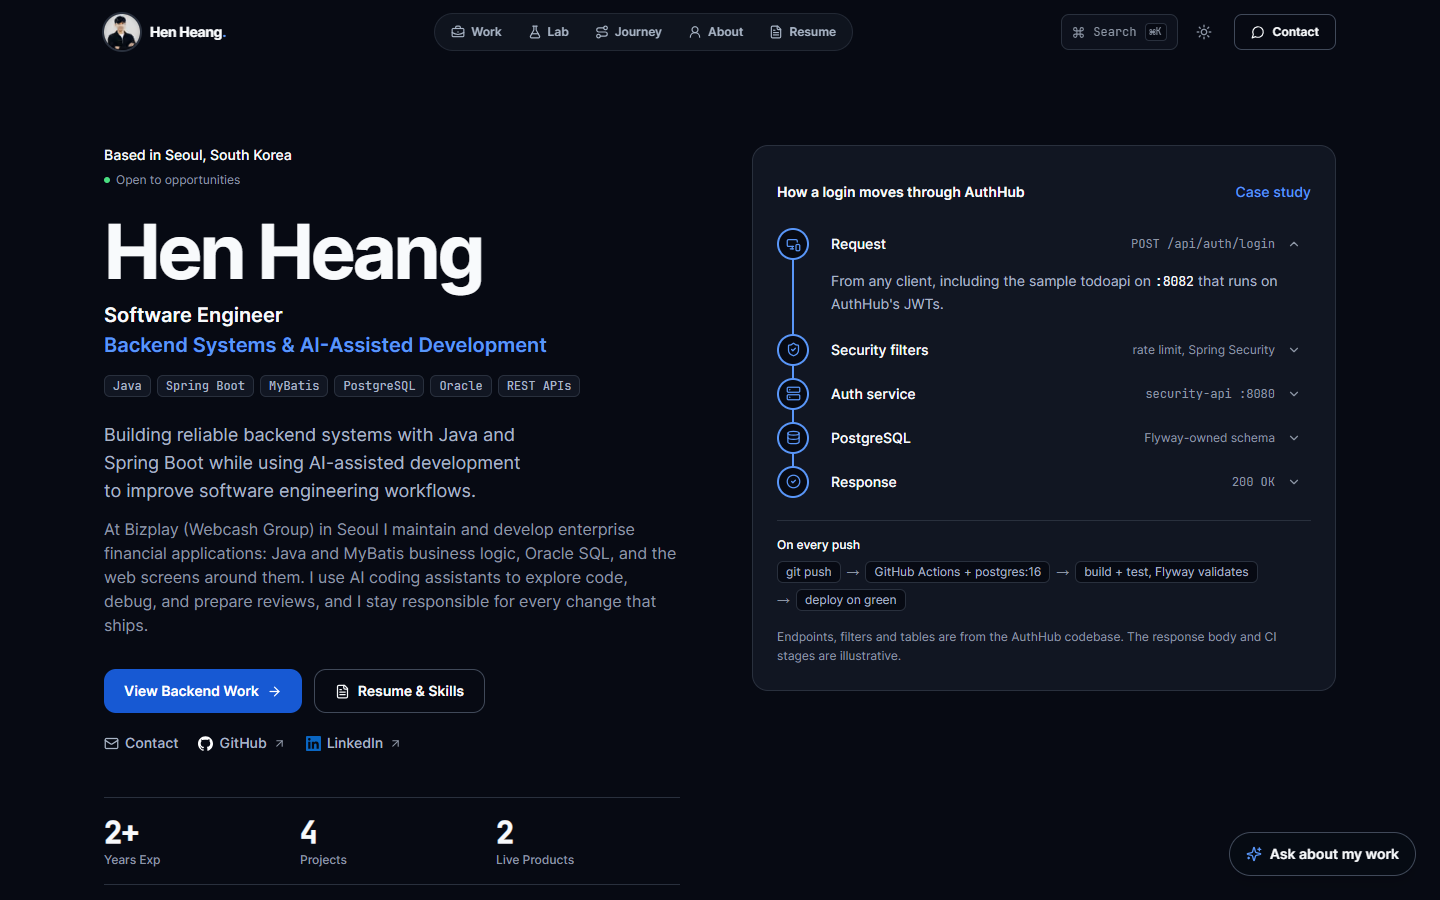 Hen Heang.
Work
Lab
Journey
About
Resume
Search ⌘K
Contact
Based in Seoul, South Korea
Open to opportunities
Hen Heang
Software Engineer
Backend Systems & AI-Assisted Development
Java
Spring Boot
MyBatis
PostgreSQL
Oracle
REST APIs
Building reliable backend systems with Java and
Spring Boot while using AI-assisted development
to improve software engineering workflows.
At Bizplay (Webcash Group) in Seoul I maintain and develop enterprise
financial applications: Java and MyBatis business logic, Oracle SQL, and the
web screens around them. I use AI coding assistants to explore code,
debug, and prepare reviews, and I stay responsible for every change that
ships.
View Backend Work →
Resume & Skills
Contact
GitHub ↗
LinkedIn ↗
2+
Years Exp
4
Projects
2
Live Products
How a login moves through AuthHub
Case study
Request
POST /api/auth/login
From any client, including the sample todoapi on :8082 that runs on
AuthHub's JWTs.
Security filters
rate limit, Spring Security
Auth service
security-api :8080
PostgreSQL
Flyway-owned schema
Response
200 OK
On every push
git push → GitHub Actions + postgres:16 → build + test, Flyway validates
→ deploy on green
Endpoints, filters and tables are from the AuthHub codebase. The response body and CI
stages are illustrative.
Ask about my work